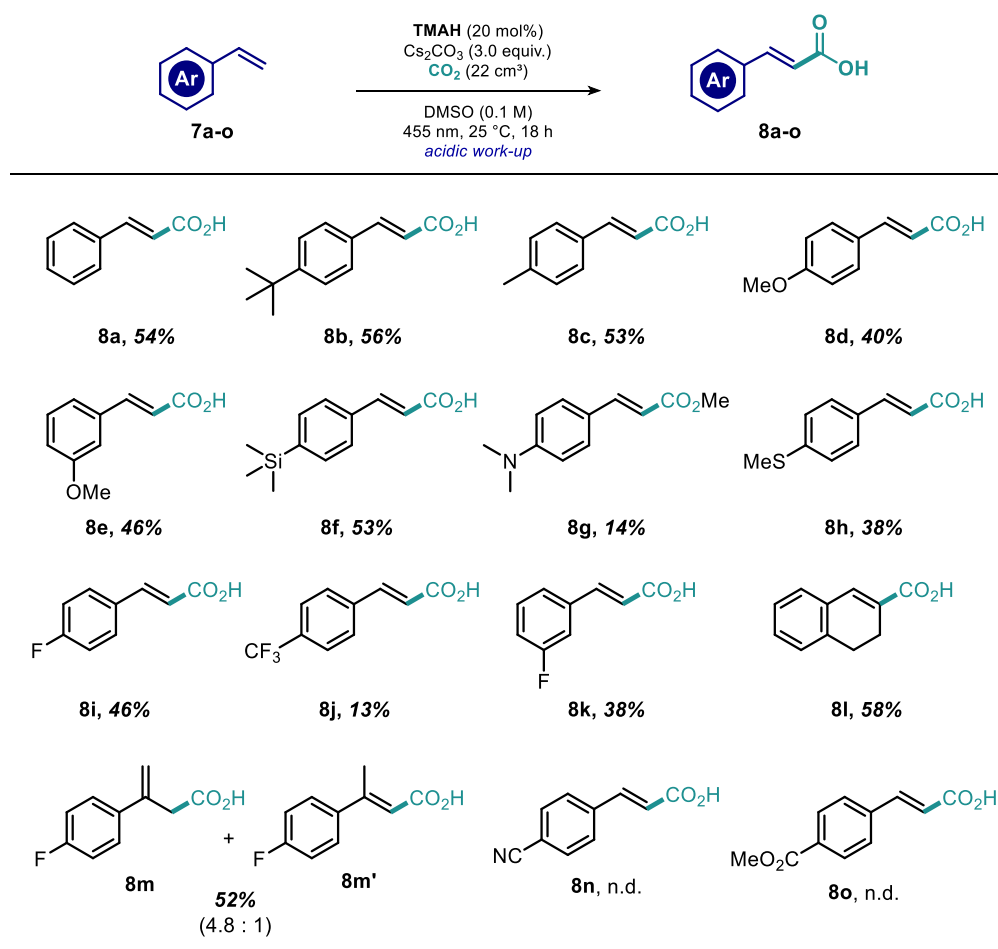 TMAH (20 mol%)
Cs₂CO₃ (3.0 equiv.)
CO₂ (22 cm³)
DMSO (0.1 M)
455 nm, 25 °C, 18 h
acidic work-up
Ar
7a-o
Ar
O
OH
8a-o
CO₂H
8a, 54%
CO₂H
8b, 56%
CO₂H
8c, 53%
CO₂H
MeO
8d, 40%
CO₂H
OMe
8e, 46%
CO₂H
Si
8f, 53%
CO₂Me
N
8g, 14%
CO₂H
MeS
8h, 38%
CO₂H
F
8i, 46%
CO₂H
CF₃
8j, 13%
CO₂H
F
8k, 38%
CO₂H
8l, 58%
CO₂H
F
8m
+
CO₂H
F
8m'
52%
(4.8 : 1)
CO₂H
NC
8n, n.d.
CO₂H
MeO₂C
8o, n.d.